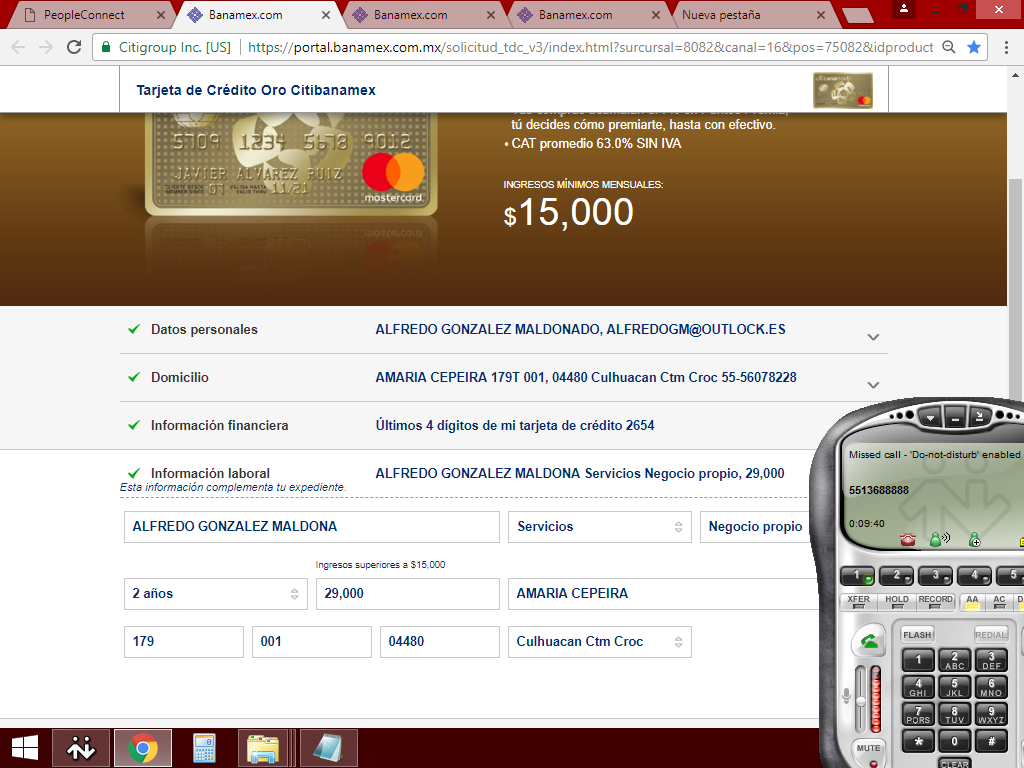 PeopleConnect
Banamex.com
Banamex.com
Banamex.com
Nueva pestaña
Citigroup Inc. [US] https://portal.banamex.com.mx/solicitud_tdc_v3/index.html?surcursal=8082&canal=16&pos=75082&idproduct
Tarjeta de Crédito Oro Citibanamex
tú decides cómo premiarte, hasta con efectivo.
• CAT promedio 63.0% SIN IVA
5709 1234 5678 9012
JAVIER ALVAREZ RUIZ
07 11/21
mastercard
INGRESOS MÍNIMOS MENSUALES:
$15,000
Datos personales ALFREDO GONZALEZ MALDONADO, ALFREDOGM@OUTLOCK.ES
Domicilio AMARIA CEPEIRA 179T 001, 04480 Culhuacan Ctm Croc 55-56078228
Información financiera Últimos 4 dígitos de mi tarjeta de crédito 2654
Información laboral ALFREDO GONZALEZ MALDONA Servicios Negocio propio, 29,000
Esta información complementa tu expediente.
ALFREDO GONZALEZ MALDONA Servicios Negocio propio
Ingresos superiores a $15,000
2 años 29,000 AMARIA CEPEIRA
179 001 04480 Culhuacan Ctm Croc
Missed call - 'Do-not-disturb' enabled
5513688888
0:09:40
1 2 3 4 5
XFER HOLD RECORD AA AC
FLASH REDIAL
1 2 ABC 3 DEF
4 GHI 5 JKL 6 MNO
7 PQRS 8 TUV 9 WXYZ
* 0 #
MUTE CLEAR